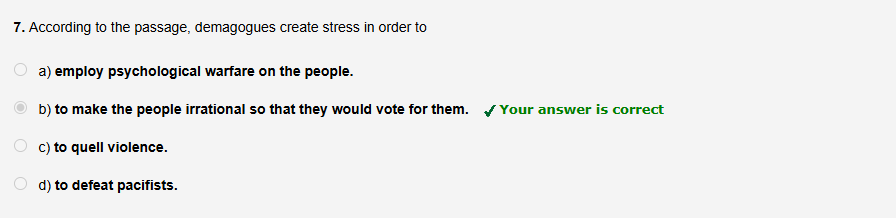 7. According to the passage, demagogues create stress in order to
a) employ psychological warfare on the people.
b) to make the people irrational so that they would vote for them. ✓ Your answer is correct
c) to quell violence.
d) to defeat pacifists.